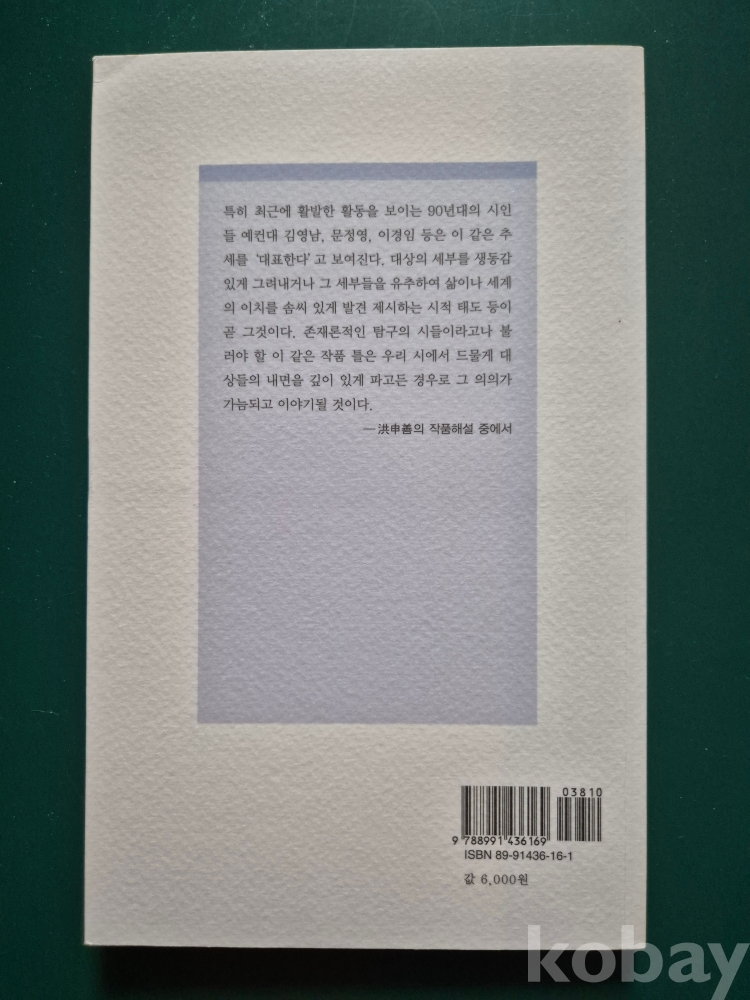 특히 최근에 활발한 활동을 보이는 90년대의 시인
들 예컨대 김영남, 문정영, 이경임 등은 이 같은 추
세를 '대표한다'고 보여진다. 대상의 세부를 생동감
있게 그려내거나 그 세부들을 유추하여 삶이나 세계
의 이치를 솜씨 있게 발견 제시하는 시적 태도 등이
곧 그것이다. 존재론적인 탐구의 시들이라고나 불
러야 할 이 같은 작품 틀은 우리 시에서 드물게 대
상들의 내면을 깊이 있게 파고든 경우로 그 의의가
가늠되고 이야기될 것이다.
—洪申善의 작품해설 중에서
03810
9 788991 436169
ISBN 89-91436-16-1
값 6,000원
kobay